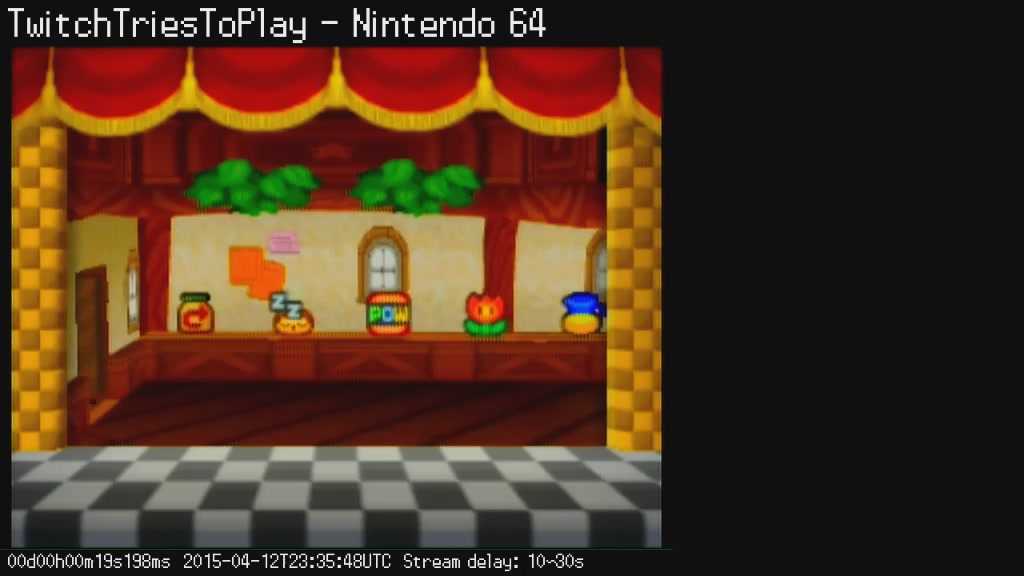 TwitchTriesToPlay - Nintendo 64
Z
Z
POW
00d00h00m19s198ms 2015-04-12T23:35:48UTC Stream delay: 10~30s